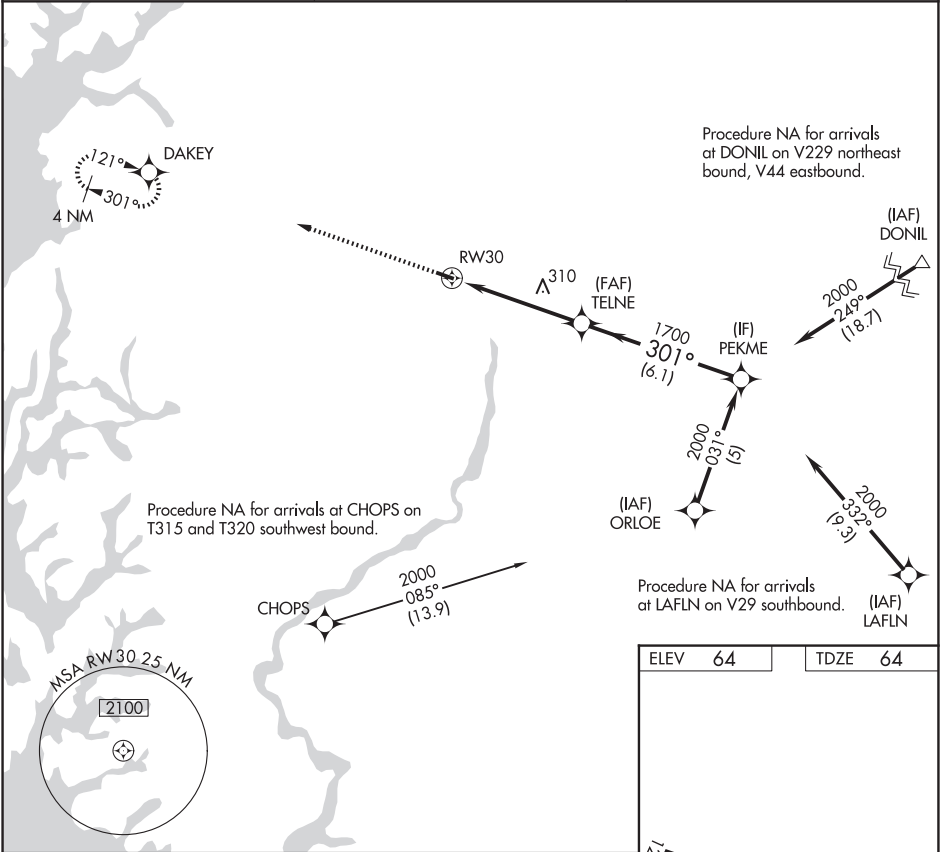 121°
DAKEY
301°
4 NM
Procedure NA for arrivals
at DONIL on V229 northeast
bound, V44 eastbound.
(IAF)
DONIL
2000
249°
(18.7)
RW30
310
(FAF)
TELNE
1700
301°
(6.1)
(IF)
PEKME
2000
031°
(5)
(IAF)
ORLOE
2000
332°
(9.3)
(IAF)
LAFLN
Procedure NA for arrivals at CHOPS on
T315 and T320 southwest bound.
2000
085°
(13.9)
CHOPS
Procedure NA for arrivals
at LAFLN on V29 southbound.
MSA RW30 25 NM
2100
ELEV 64
TDZE 64